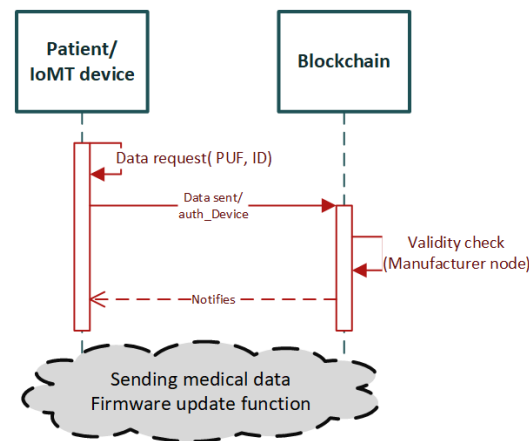 Patient/
IoMT device
Blockchain
Data request( PUF, ID)
Data sent/
auth_Device
Validity check
(Manufacturer node)
Notifies
Sending medical data
Firmware update function